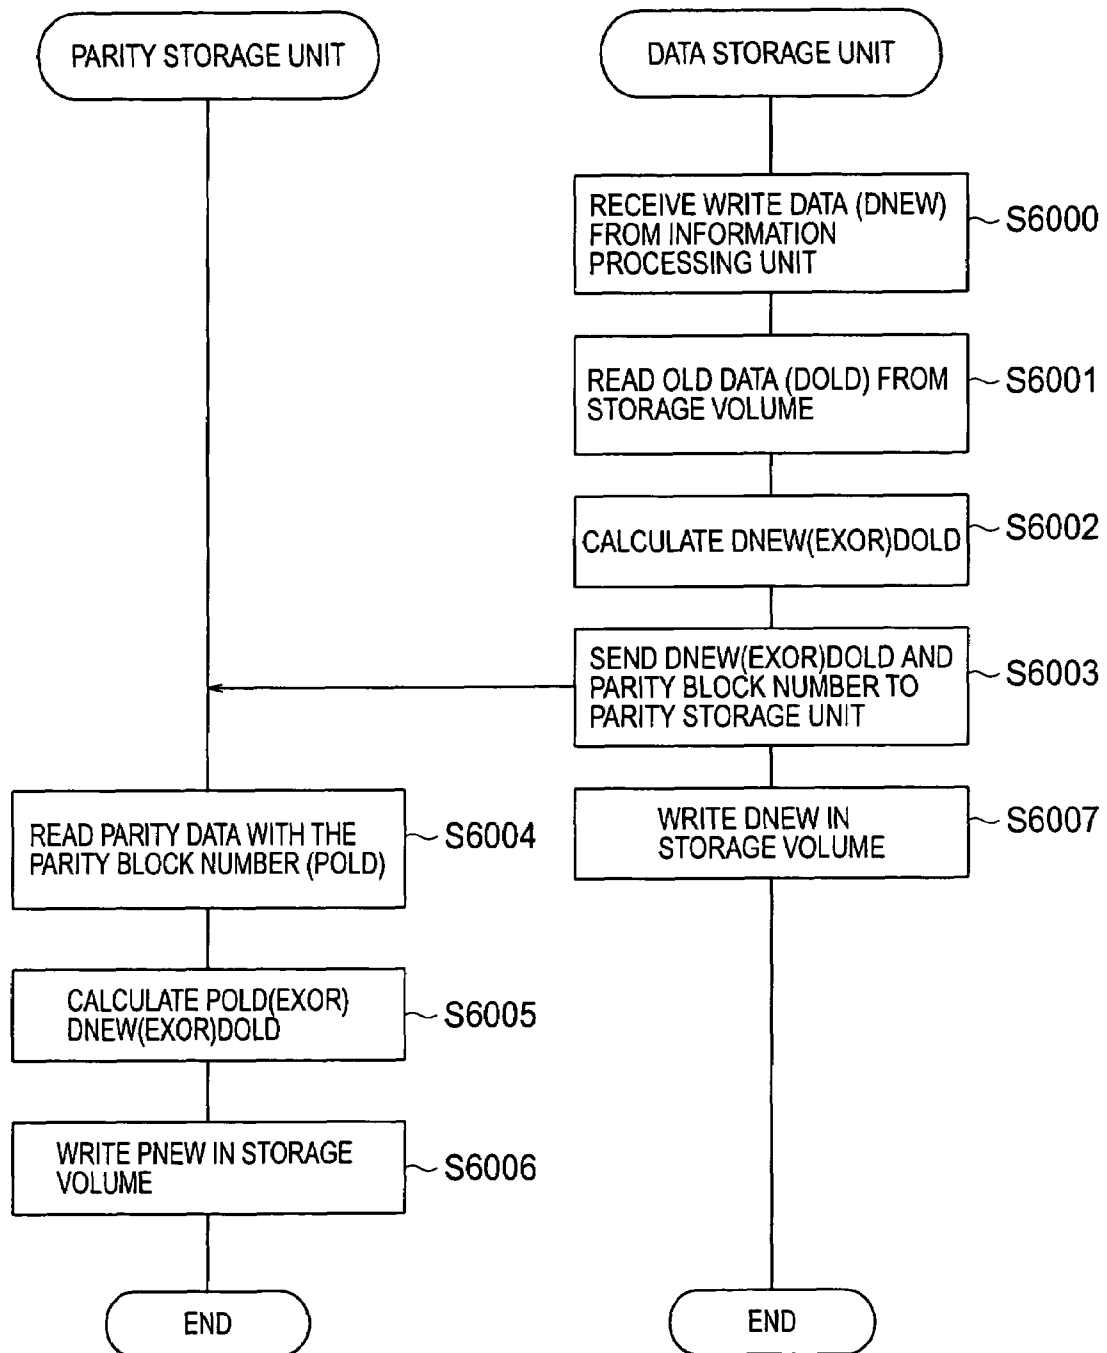 PARITY STORAGE UNIT
DATA STORAGE UNIT
RECEIVE WRITE DATA (DNEW)
FROM INFORMATION
PROCESSING UNIT
S6000
READ OLD DATA (DOLD) FROM
STORAGE VOLUME
S6001
CALCULATE DNEW(EXOR)DOLD
S6002
SEND DNEW(EXOR)DOLD AND
PARITY BLOCK NUMBER TO
PARITY STORAGE UNIT
S6003
READ PARITY DATA WITH THE
PARITY BLOCK NUMBER (POLD)
S6004
WRITE DNEW IN
STORAGE VOLUME
S6007
CALCULATE POLD(EXOR)
DNEW(EXOR)DOLD
S6005
WRITE PNEW IN STORAGE
VOLUME
S6006
END
END